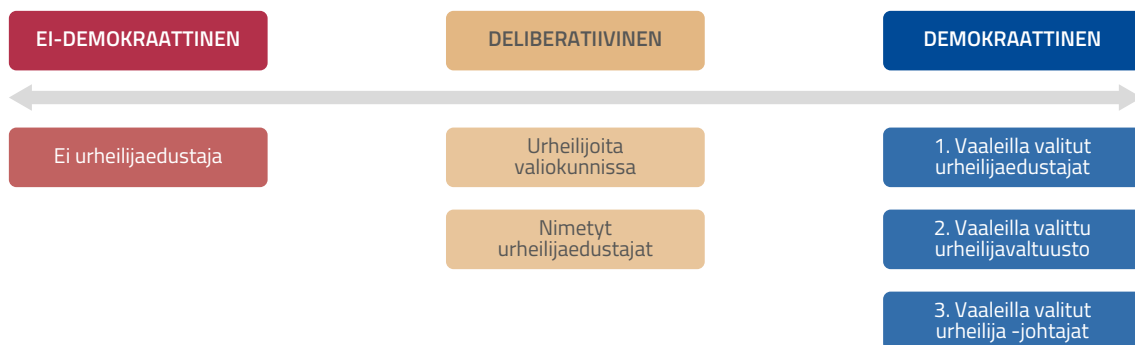 EI-DEMOKRAATTINEN
DELIBERATIIVINEN
DEMOKRAATTINEN
Ei urheilijaedustaja
Urheilijoita
valiokunnissa
1. Vaaleilla valitut
urheilijaedustajat
Nimetyt
urheilijaedustajat
2. Vaaleilla valittu
urheilijavaltuusto
3. Vaaleilla valitut
urheilija -johtajat